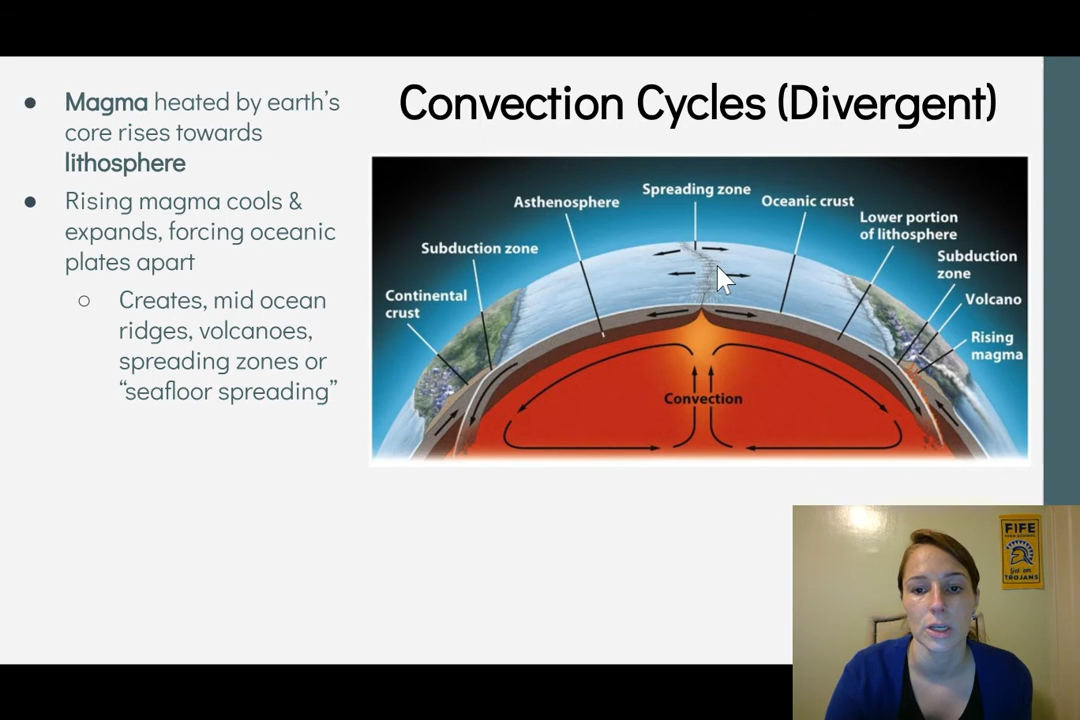 Convection Cycles (Divergent)
● Magma heated by earth's
core rises towards
lithosphere
● Rising magma cools &
expands, forcing oceanic
plates apart
○ Creates, mid ocean
ridges, volcanoes,
spreading zones or
“seafloor spreading”
Spreading zone
Asthenosphere
Oceanic crust
Lower portion
of lithosphere
Subduction zone
Subduction
zone
Continental
crust
Volcano
Rising
magma
Convection
FIFE
Go! on
TROJANS